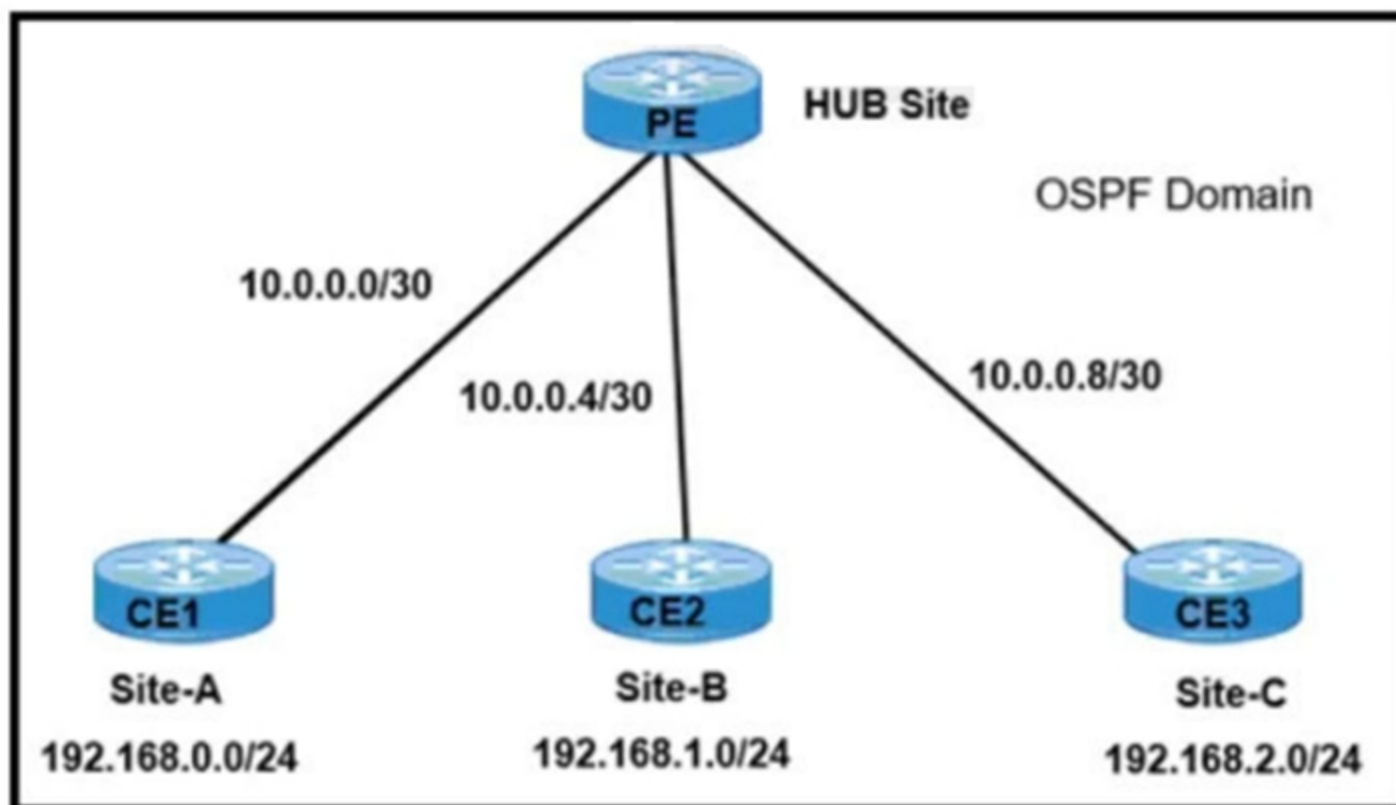 PE
HUB Site
OSPF Domain
10.0.0.0/30
10.0.0.4/30
10.0.0.8/30
CE1
CE2
CE3
Site-A
Site-B
Site-C
192.168.0.0/24
192.168.1.0/24
192.168.2.0/24